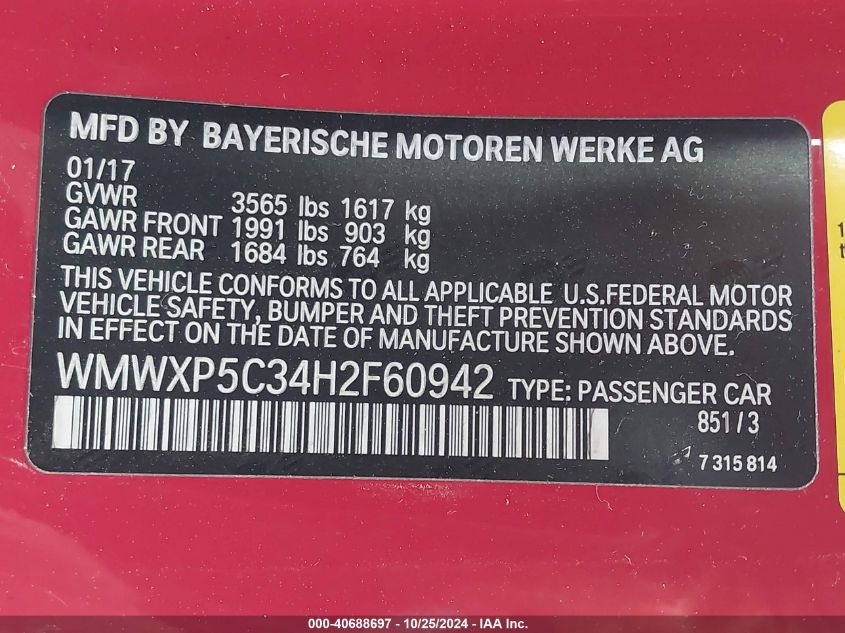 MFD BY BAYERISCHE MOTOREN WERKE AG
01/17
GVWR 3565 lbs 1617 kg
GAWR FRONT 1991 lbs 903 kg
GAWR REAR 1684 lbs 764 kg
THIS VEHICLE CONFORMS TO ALL APPLICABLE U.S.FEDERAL MOTOR
VEHICLE SAFETY, BUMPER AND THEFT PREVENTION STANDARDS
IN EFFECT ON THE DATE OF MANUFACTURE SHOWN ABOVE.
WMWXP5C34H2F60942 TYPE: PASSENGER CAR
851/3
7 315 814
1
t
000-40688697 - 10/25/2024 - IAA Inc.